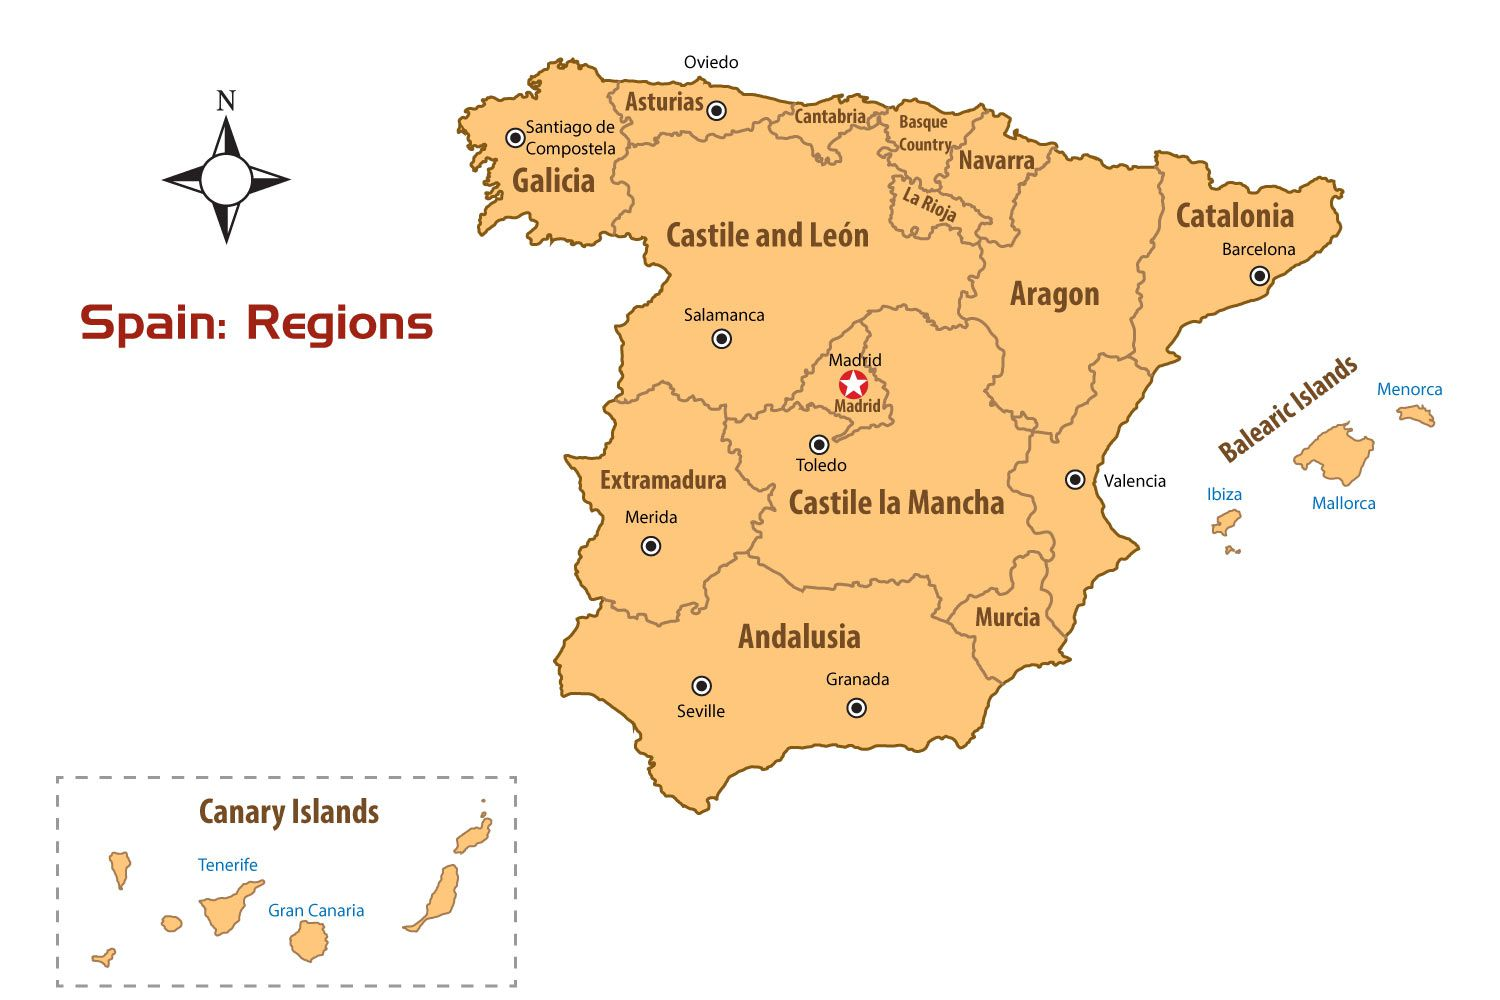 N
Spain: Regions
Oviedo
Asturias
Cantabria
Basque
Country
Navarra
Santiago de
Compostela
Galicia
La Rioja
Castile and León
Catalonia
Barcelona
Aragon
Salamanca
Madrid
Madrid
Balearic Islands
Menorca
Mallorca
Ibiza
Toledo
Valencia
Extramadura
Castile la Mancha
Merida
Murcia
Andalusia
Granada
Seville
Canary Islands
Tenerife
Gran Canaria